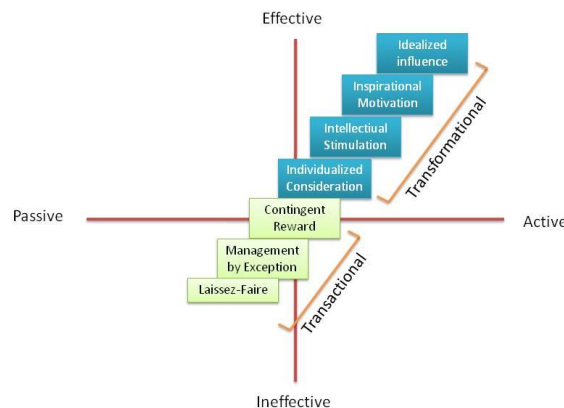 Effective
Idealized
influence
Inspirational
Motivation
Intellectiual
Stimulation
Transformational
Individualized
Consideration
Passive
Contingent
Reward
Active
Management
by Exception
Laissez-Faire
Transactional
Ineffective